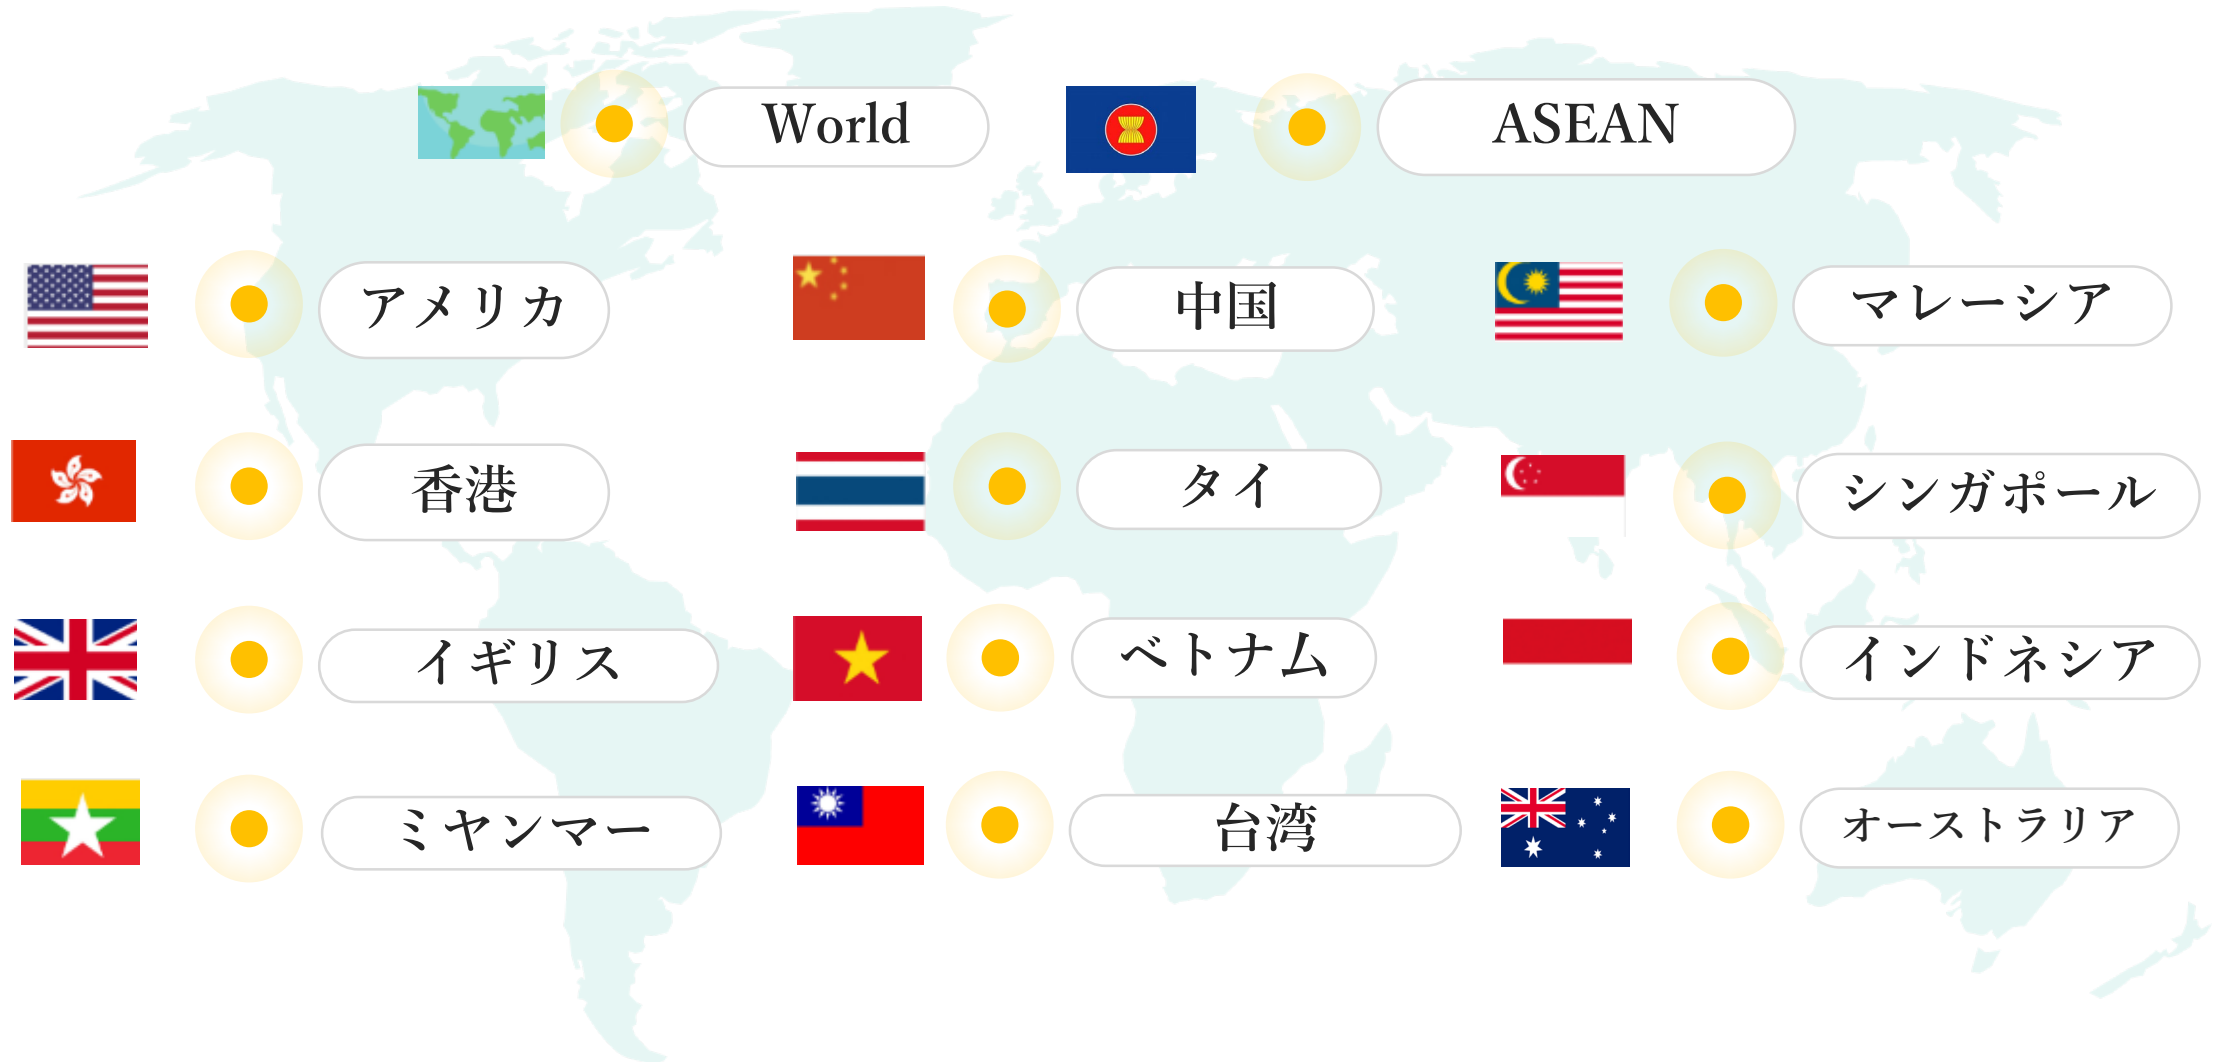 World
ASEAN
アメリカ
中国
マレーシア
香港
タイ
シンガポール
イギリス
ベトナム
インドネシア
ミャンマー
台湾
オーストラリア